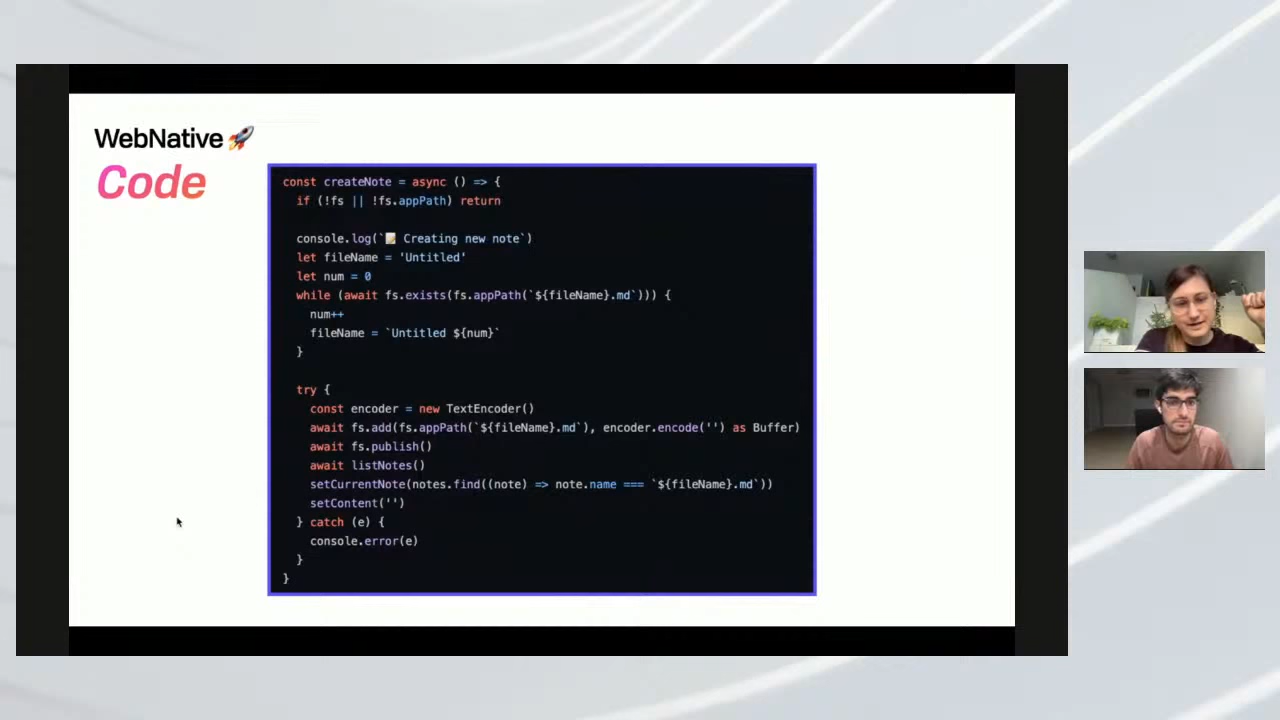 WebNative 🚀
Code
const createNote = async () => {
if (!fs || !fs.appPath) return
console.log(`📝 Creating new note`)
let fileName = 'Untitled'
let num = 0
while (await fs.exists(fs.appPath(`${fileName}.md`))) {
num++
fileName = `Untitled ${num}`
}
try {
const encoder = new TextEncoder()
await fs.add(fs.appPath(`${fileName}.md`), encoder.encode('') as Buffer)
await fs.publish()
await listNotes()
setCurrentNote(notes.find((note) => note.name === `${fileName}.md`))
setContent('')
} catch (e) {
console.error(e)
}
}